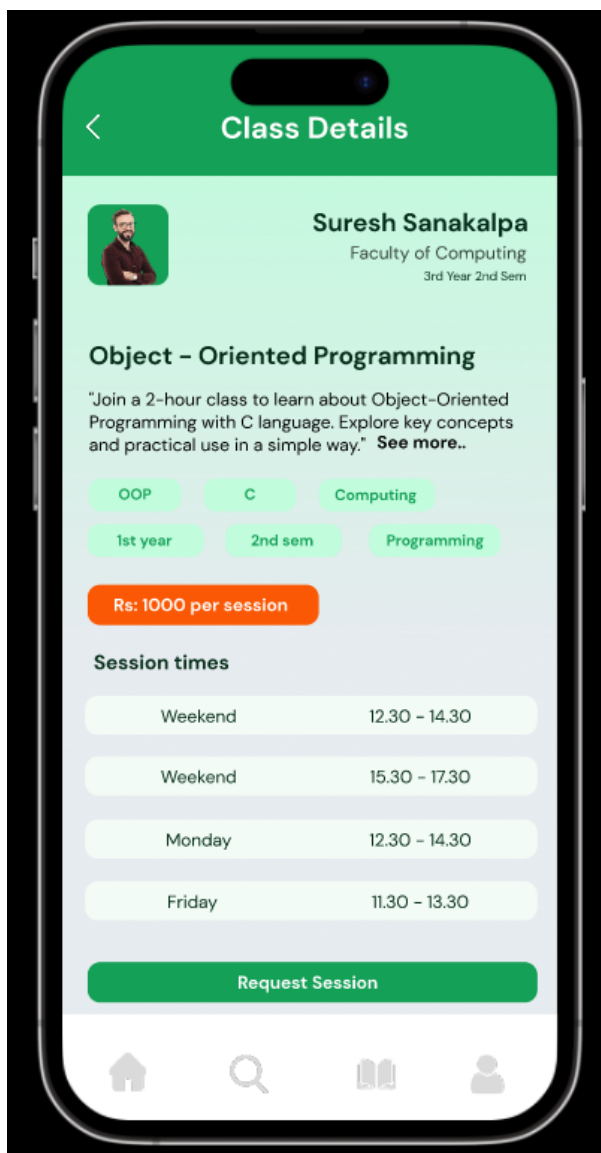 Class Details
Suresh Sanakalpa
Faculty of Computing
3rd Year 2nd Sem
Object - Oriented Programming
"Join a 2-hour class to learn about Object-Oriented
Programming with C language. Explore key concepts
and practical use in a simple way." See more..
OOP C Computing
1st year 2nd sem Programming
Rs: 1000 per session
Session times
Weekend 12.30 - 14.30
Weekend 15.30 - 17.30
Monday 12.30 - 14.30
Friday 11.30 - 13.30
Request Session